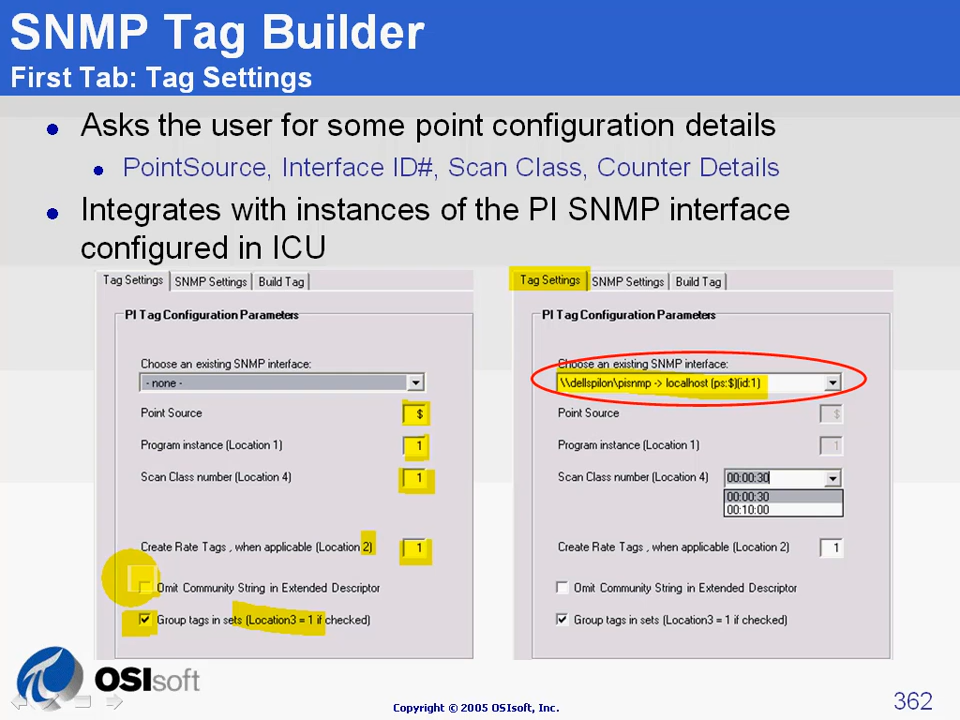 SNMP Tag Builder
First Tab: Tag Settings
Asks the user for some point configuration details
PointSource, Interface ID#, Scan Class, Counter Details
Integrates with instances of the PI SNMP interface
configured in ICU
Tag Settings SNMP Settings Build Tag
PI Tag Configuration Parameters
Choose an existing SNMP interface:
- none -
Point Source $
Program instance (Location 1) 1
Scan Class number (Location 4) 1
Create Rate Tags , when applicable (Location 2) 1
Omit Community String in Extended Descriptor
Group tags in sets (Location3 = 1 if checked)
Tag Settings SNMP Settings Build Tag
PI Tag Configuration Parameters
Choose an existing SNMP interface:
\\dellspilon\pisnmp -> localhost (ps:$)(id:1)
Point Source $
Program instance (Location 1) 1
Scan Class number (Location 4) 00:00:30
00:00:30
00:10:00
Create Rate Tags , when applicable (Location 2) 1
Omit Community String in Extended Descriptor
Group tags in sets (Location3 = 1 if checked)
OSIsoft
Copyright © 2005 OSIsoft, Inc.
362